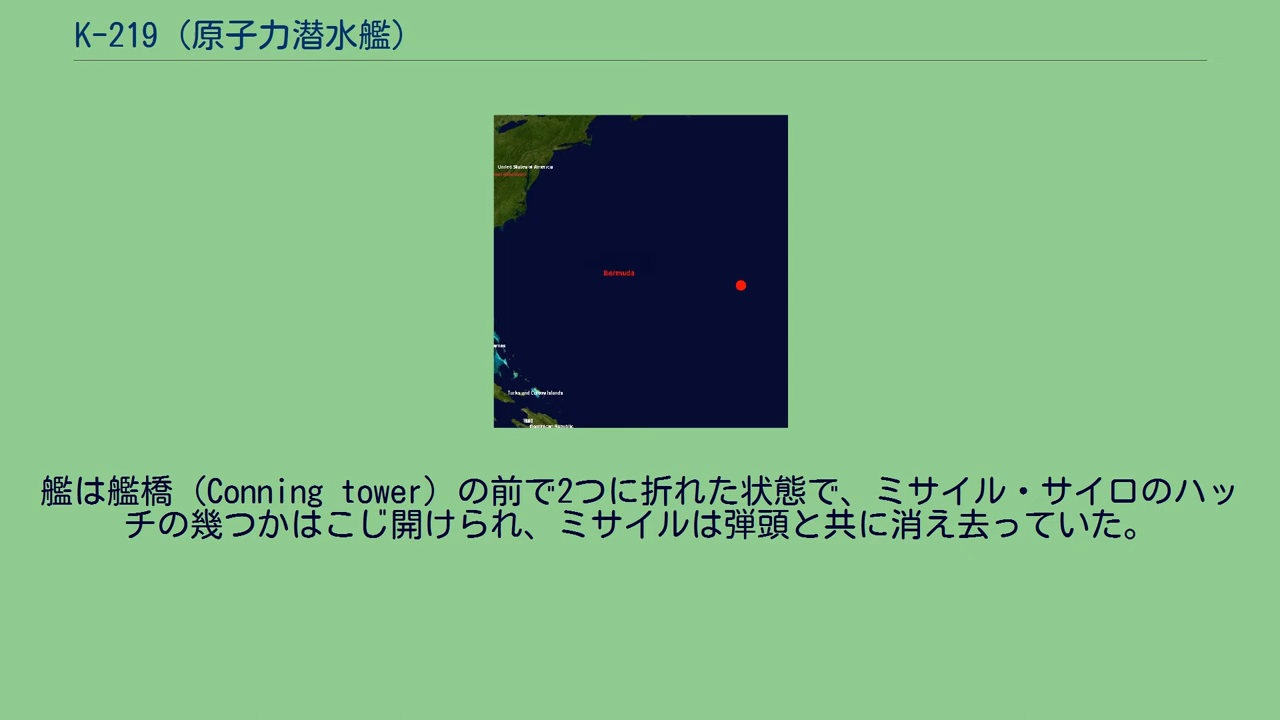 K-219（原子力潜水艦）
United States of America
Bermuda
Turks and Caicos Islands
Haiti
Dominican Republic
艦は艦橋（Conning tower）の前で2つに折れた状態で、ミサイル・サイロのハッ
チの幾つかはこじ開けられ、ミサイルは弾頭と共に消え去っていた。